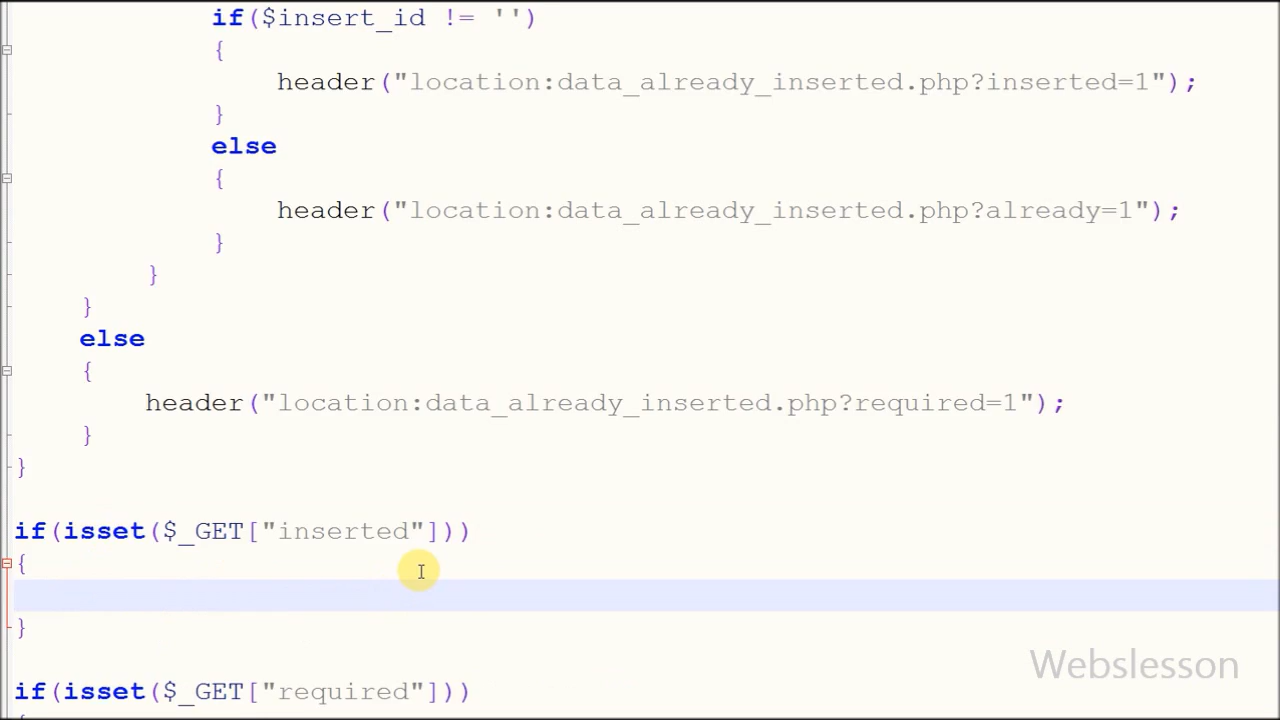 if($insert_id != '')
{
header("location:data_already_inserted.php?inserted=1");
}
else
{
header("location:data_already_inserted.php?already=1");
}
}
}
else
{
header("location:data_already_inserted.php?required=1");
}
}
if(isset($_GET["inserted"]))
{
}
Webslesson
if(isset($_GET["required"]))